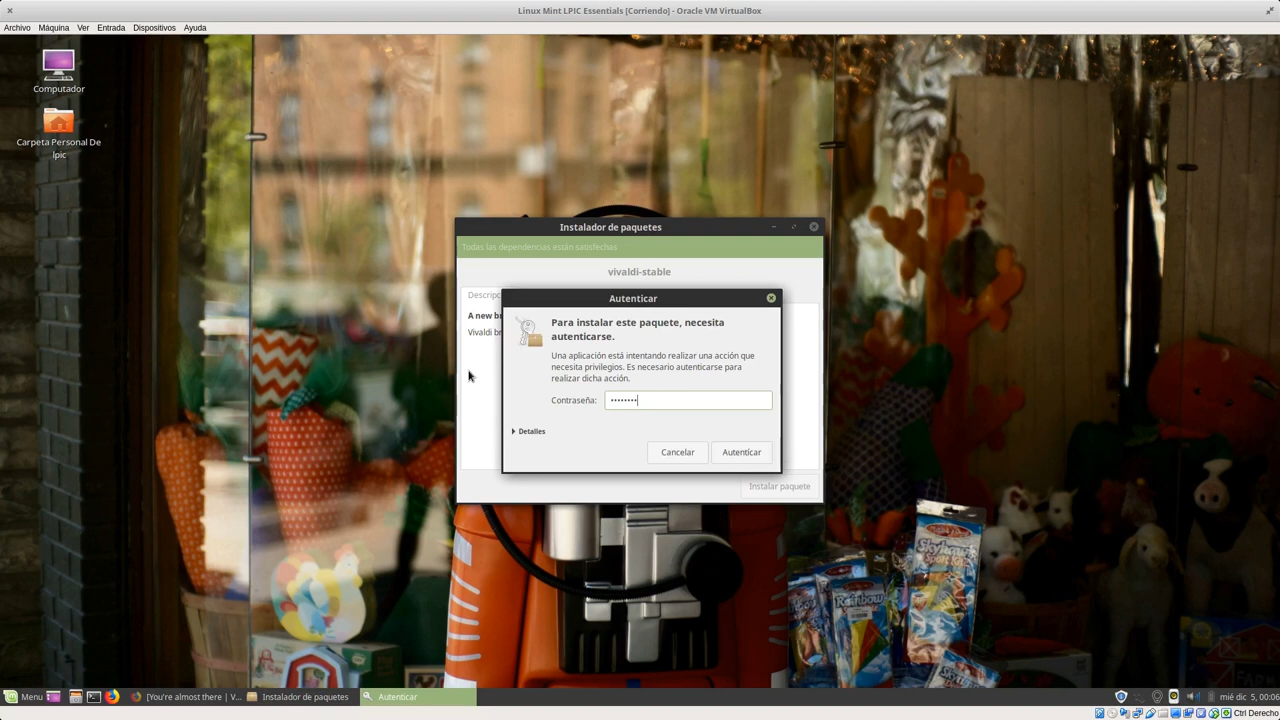 Linux Mint LPIC Essentials [Corriendo] - Oracle VM VirtualBox
Archivo Máquina Ver Entrada Dispositivos Ayuda
Computador
Carpeta Personal De
lpic
Instalador de paquetes
Todas las dependencias están satisfechas
vivaldi-stable
Descripc
A new br
Vivaldi br
Autenticar
Para instalar este paquete, necesita
autenticarse.
Una aplicación está intentando realizar una acción que
necesita privilegios. Es necesario autenticarse para
realizar dicha acción.
Contraseña: ••••••••
Detalles
Cancelar Autenticar
Instalar paquete
Rainbow
Menu [You're almost there | V... Instalador de paquetes Autenticar mié dic 5, 00:06
Ctrl Derecho